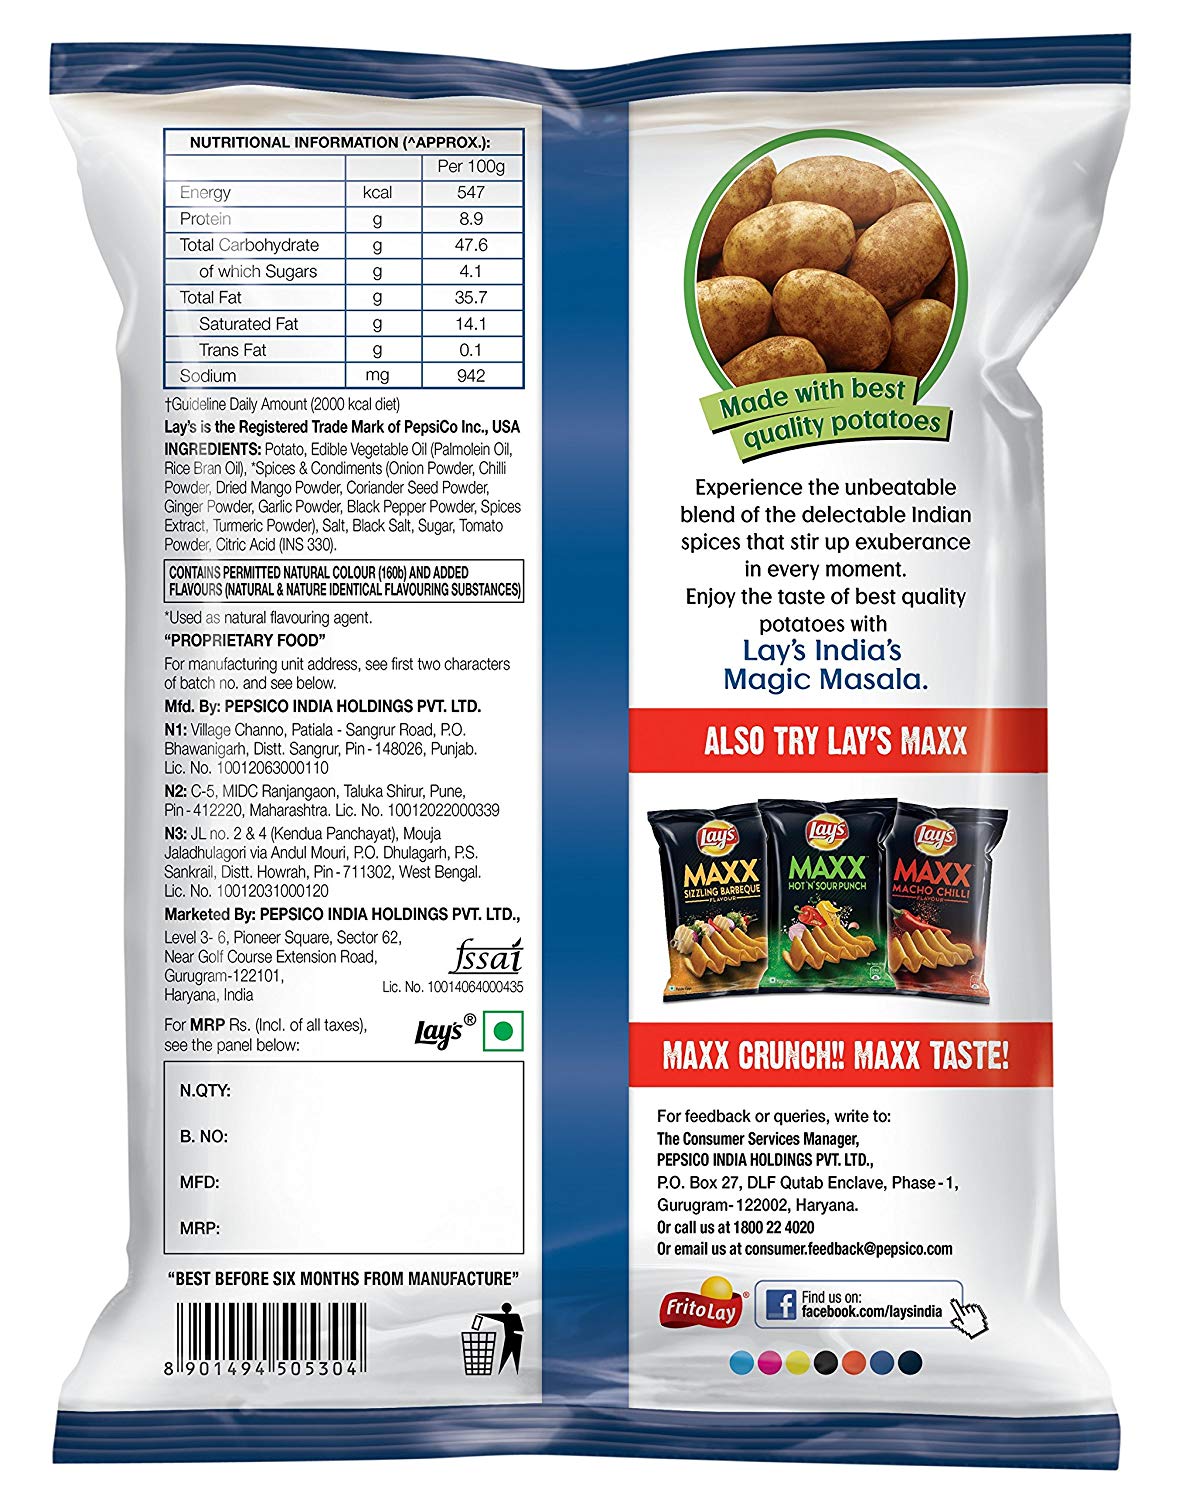 NUTRITIONAL INFORMATION (^APPROX.):
Per 100g
Energy kcal 547
Protein g 8.9
Total Carbohydrate g 47.6
of which Sugars g 4.1
Total Fat g 35.7
Saturated Fat g 14.1
Trans Fat g 0.1
Sodium mg 942
†Guideline Daily Amount (2000 kcal diet)
Lay's is the Registered Trade Mark of PepsiCo Inc., USA
INGREDIENTS: Potato, Edible Vegetable Oil (Palmolein Oil,
Rice Bran Oil), *Spices & Condiments (Onion Powder, Chilli
Powder, Dried Mango Powder, Coriander Seed Powder,
Ginger Powder, Garlic Powder, Black Pepper Powder, Spices
Extract, Turmeric Powder), Salt, Black Salt, Sugar, Tomato
Powder, Citric Acid (INS 330).
CONTAINS PERMITTED NATURAL COLOUR (160b) AND ADDED
FLAVOURS (NATURAL & NATURE IDENTICAL FLAVOURING SUBSTANCES)
*Used as natural flavouring agent.
"PROPRIETARY FOOD"
For manufacturing unit address, see first two characters
of batch no. and see below.
Mfd. By: PEPSICO INDIA HOLDINGS PVT. LTD.
N1: Village Channo, Patiala - Sangrur Road, P.O.
Bhawanigarh, Distt. Sangrur, Pin - 148026, Punjab.
Lic. No. 10012063000110
N2: C-5, MIDC Ranjangaon, Taluka Shirur, Pune,
Pin - 412220, Maharashtra. Lic. No. 10012022000339
N3: JL no. 2 & 4 (Kendua Panchayat), Mouja
Jaladhulagori via Andul Mouri, P.O. Dhulagarh, P.S.
Sankrail, Distt. Howrah, Pin - 711302, West Bengal.
Lic. No. 10012031000120
Marketed By: PEPSICO INDIA HOLDINGS PVT. LTD.,
Level 3- 6, Pioneer Square, Sector 62,
Near Golf Course Extension Road,
Gurugram-122101,
Haryana, India
fssai
Lic. No. 10014064000435
For MRP Rs. (Incl. of all taxes),
see the panel below:
Lay's®
N.QTY:
B. NO:
MFD:
MRP:
"BEST BEFORE SIX MONTHS FROM MANUFACTURE"
8 901494 505304
Made with best
quality potatoes
Experience the unbeatable
blend of the delectable Indian
spices that stir up exuberance
in every moment.
Enjoy the taste of best quality
potatoes with
Lay's India's
Magic Masala.
ALSO TRY LAY'S MAXX
Lay's
MAXX
SIZZLING BARBEQUE
FLAVOUR
Lay's
MAXX
HOT 'N' SOUR PUNCH
Lay's
MAXX
MACHO CHILLI
FLAVOUR
MAXX CRUNCH!! MAXX TASTE!
For feedback or queries, write to:
The Consumer Services Manager,
PEPSICO INDIA HOLDINGS PVT. LTD.,
P.O. Box 27, DLF Qutab Enclave, Phase - 1,
Gurugram- 122002, Haryana.
Or call us at 1800 22 4020
Or email us at consumer.feedback@pepsico.com
FritoLay®
f
Find us on:
facebook.com/laysindia